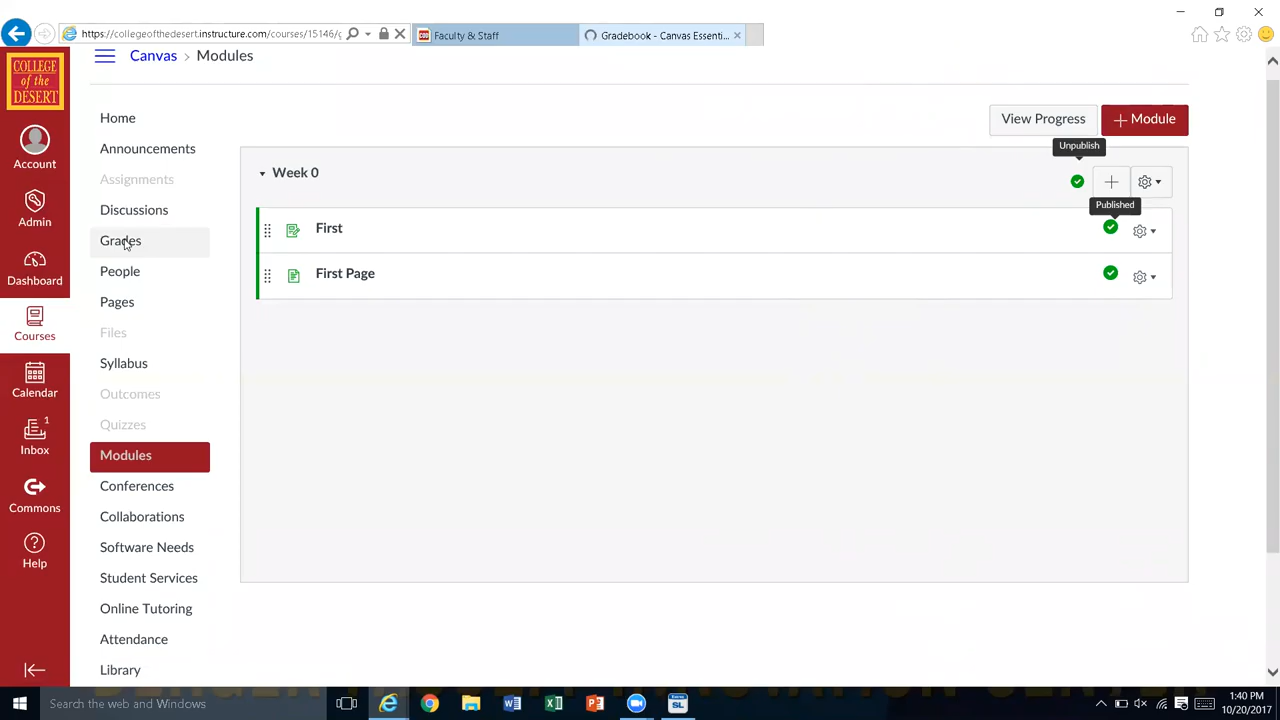 https://collegeofthedesert.instructure.com/courses/15146/g
Faculty & Staff
Gradebook - Canvas Essenti...
COLLEGE
of the
DESERT
Canvas > Modules
Account
Admin
Dashboard
Courses
Calendar
1
Inbox
Commons
Help
Home
Announcements
Assignments
Discussions
Grades
People
Pages
Files
Syllabus
Outcomes
Quizzes
Modules
Conferences
Collaborations
Software Needs
Student Services
Online Tutoring
Attendance
Library
View Progress
+ Module
Unpublish
Week 0
Published
First
First Page
Search the web and Windows
1:40 PM
10/20/2017